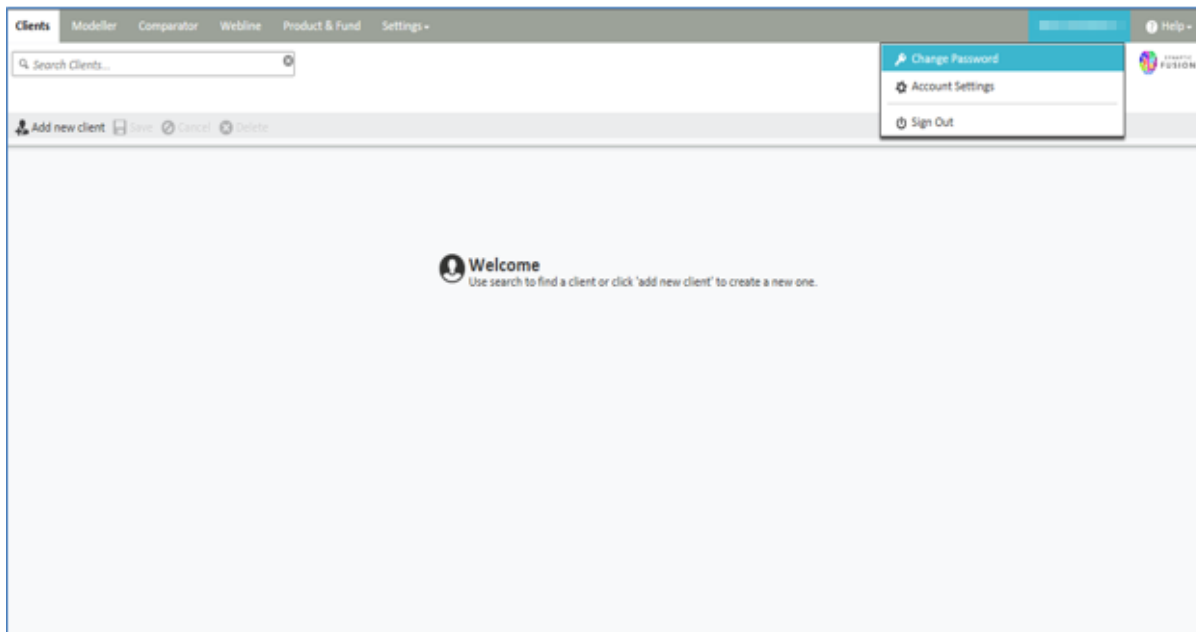 Clients Modeller Comparator Webline Product & Fund Settings Help
Search Clients...
Change Password
SYNAPTIC
FUSION
Account Settings
Sign Out
Add new client Save Cancel Delete
Welcome
Use search to find a client or click 'add new client' to create a new one.